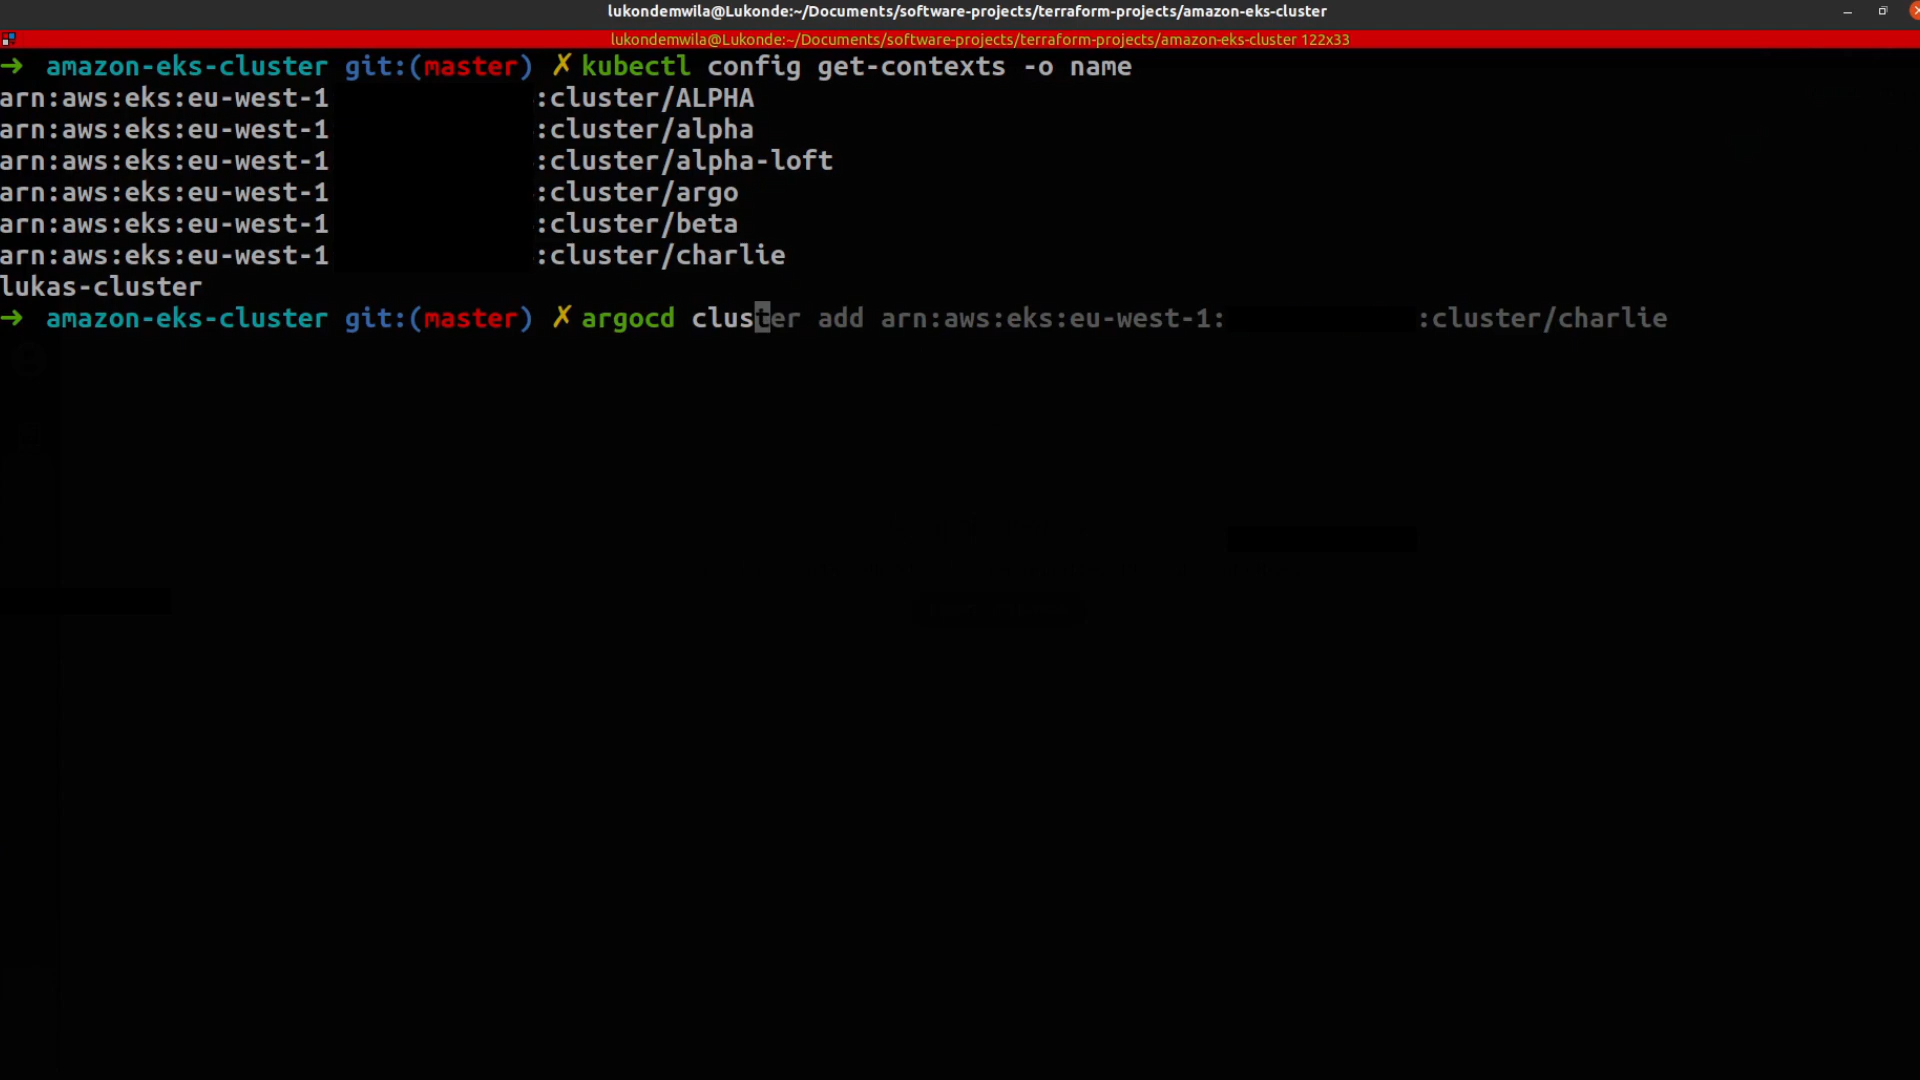 lukondemwila@Lukonde:~/Documents/software-projects/terraform-projects/amazon-eks-cluster
lukondemwila@Lukonde:~/Documents/software-projects/terraform-projects/amazon-eks-cluster 122x33
➜ amazon-eks-cluster git:(master) ✗ kubectl config get-contexts -o name
arn:aws:eks:eu-west-1 :cluster/ALPHA
arn:aws:eks:eu-west-1 :cluster/alpha
arn:aws:eks:eu-west-1 :cluster/alpha-loft
arn:aws:eks:eu-west-1 :cluster/argo
arn:aws:eks:eu-west-1 :cluster/beta
arn:aws:eks:eu-west-1 :cluster/charlie
lukas-cluster
➜ amazon-eks-cluster git:(master) ✗ argocd cluster add arn:aws:eks:eu-west-1: :cluster/charlie